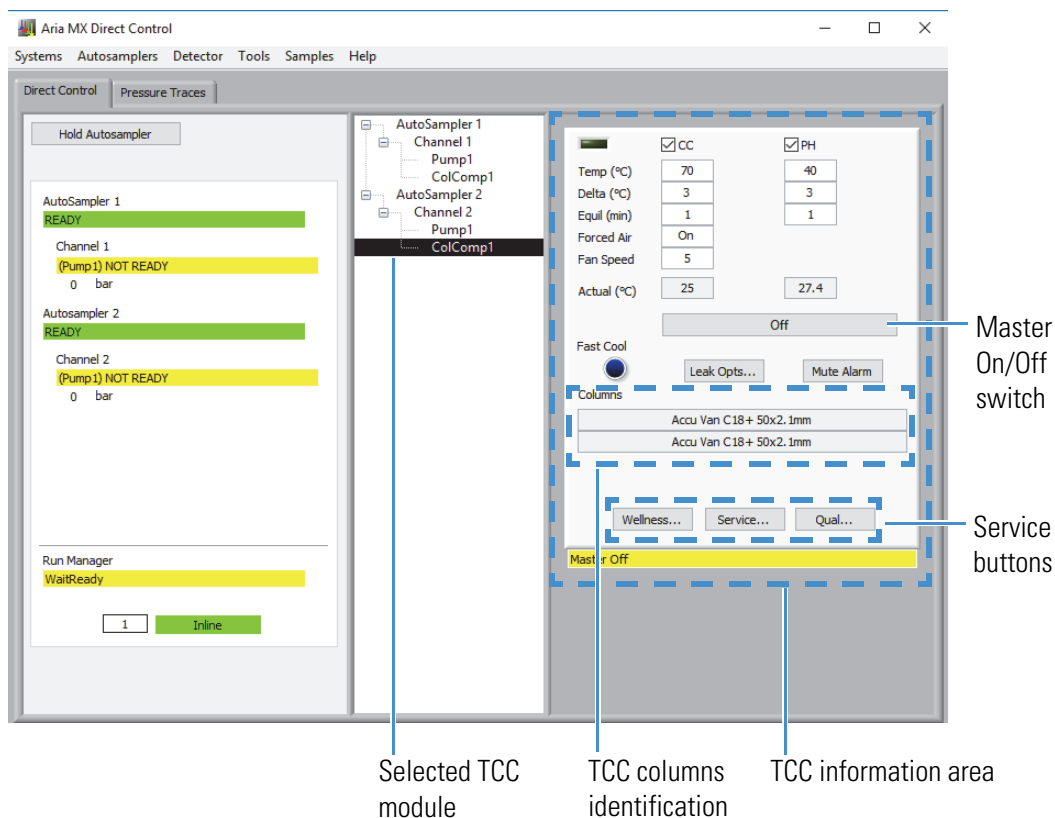 Aria MX Direct Control
Systems Autosamplers Detector Tools Samples Help
Direct Control Pressure Traces
Hold Autosampler
AutoSampler 1
READY
Channel 1
(Pump1) NOT READY
0 bar
Autosampler 2
READY
Channel 2
(Pump1) NOT READY
0 bar
Run Manager
WaitReady
1 Inline
AutoSampler 1
Channel 1
Pump1
ColComp1
AutoSampler 2
Channel 2
Pump1
ColComp1
CC PH
Temp (°C) 70 40
Delta (°C) 3 3
Equil (min) 1 1
Forced Air On
Fan Speed 5
Actual (°C) 25 27.4
Off
Fast Cool
Leak Opts... Mute Alarm
Columns
Accu Van C18+ 50x2.1mm
Accu Van C18+ 50x2.1mm
Wellness... Service... Qual...
Master Off
Master
On/Off
switch
Service
buttons
Selected TCC
module
TCC columns
identification
TCC information area